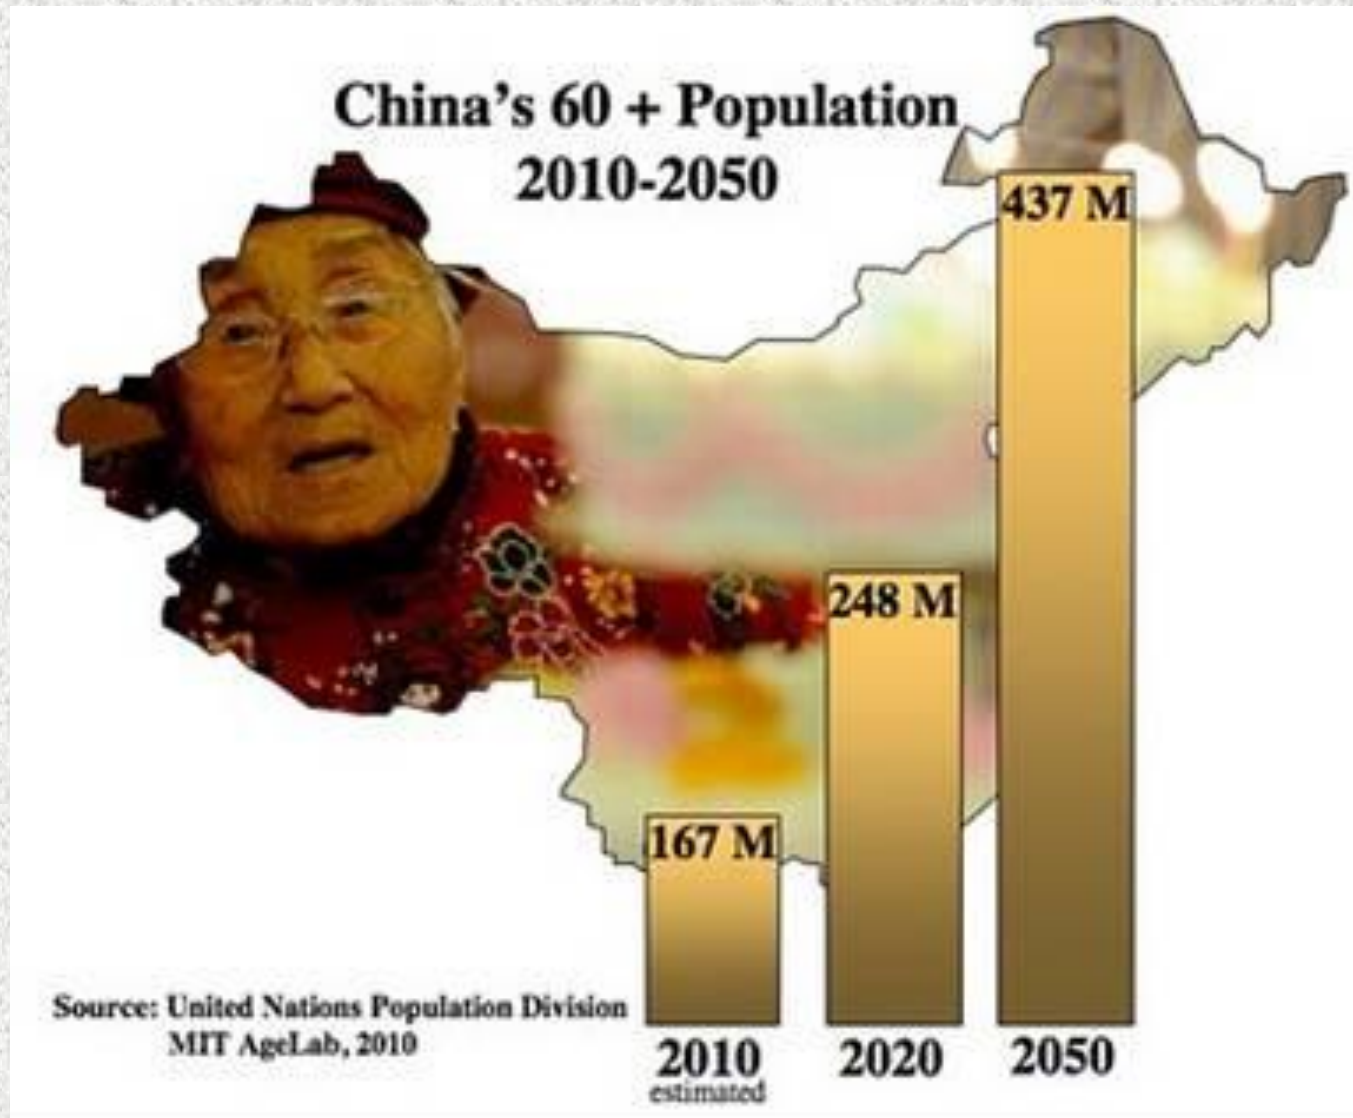 China's 60 + Population
2010-2050
437 M
248 M
167 M
Source: United Nations Population Division
MIT AgeLab, 2010
2010
estimated
2020
2050